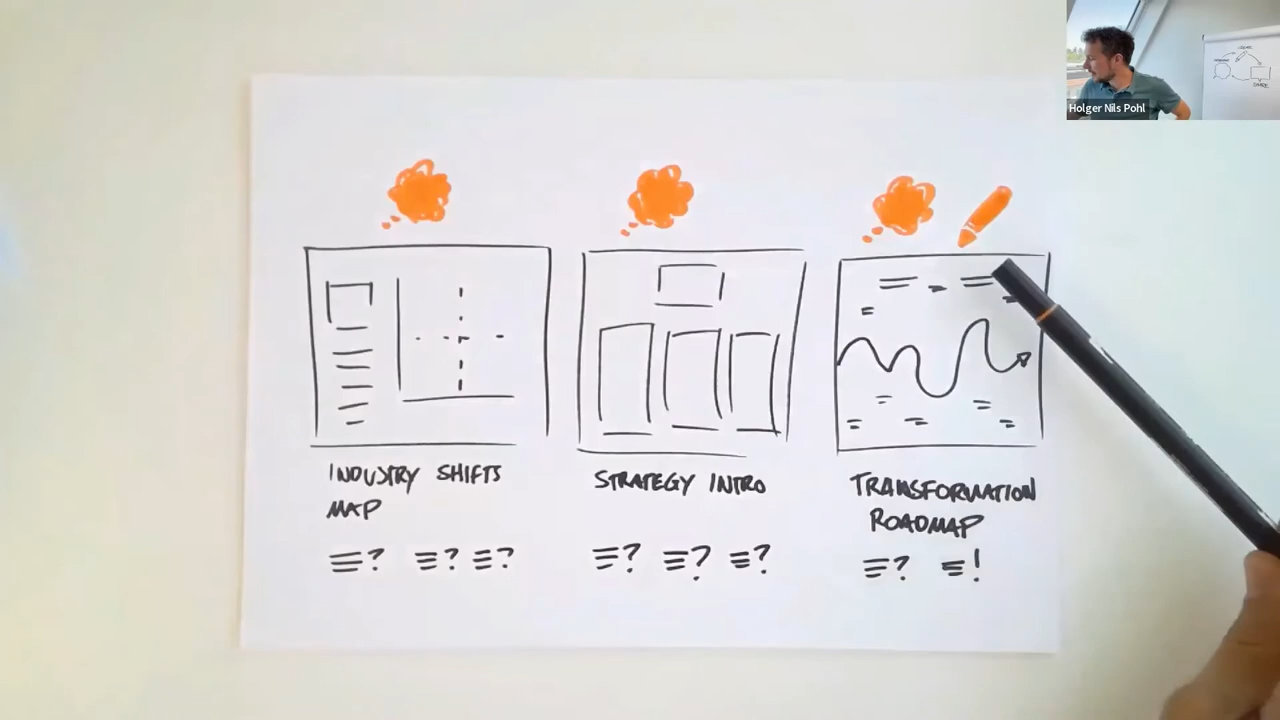 Holger Nils Pohl
INDUSTRY SHIFTS
MAP
? ? ?
STRATEGY INTRO
? ? ?
TRANSFORMATION
ROADMAP
? !